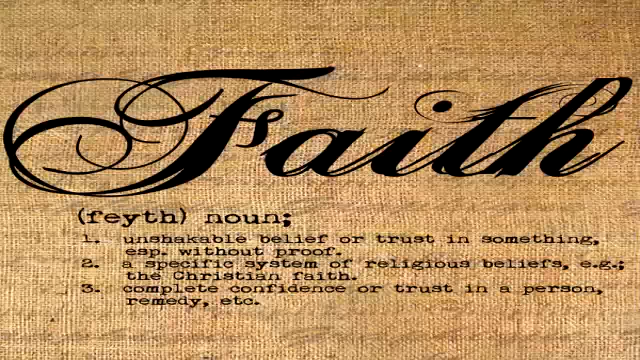 Faith
(feyth) noun;
1. unshakable belief or trust in something,
esp. without proof.
2. a specific system of religious beliefs, e.g.;
the Christian faith.
3. complete confidence or trust in a person,
remedy, etc.